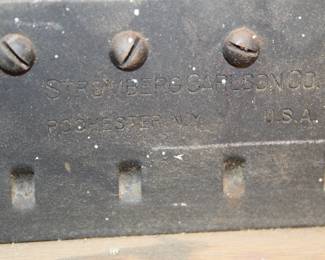 STROMBERG CARLSON CO.
ROCHESTER, N.Y. U.S.A.